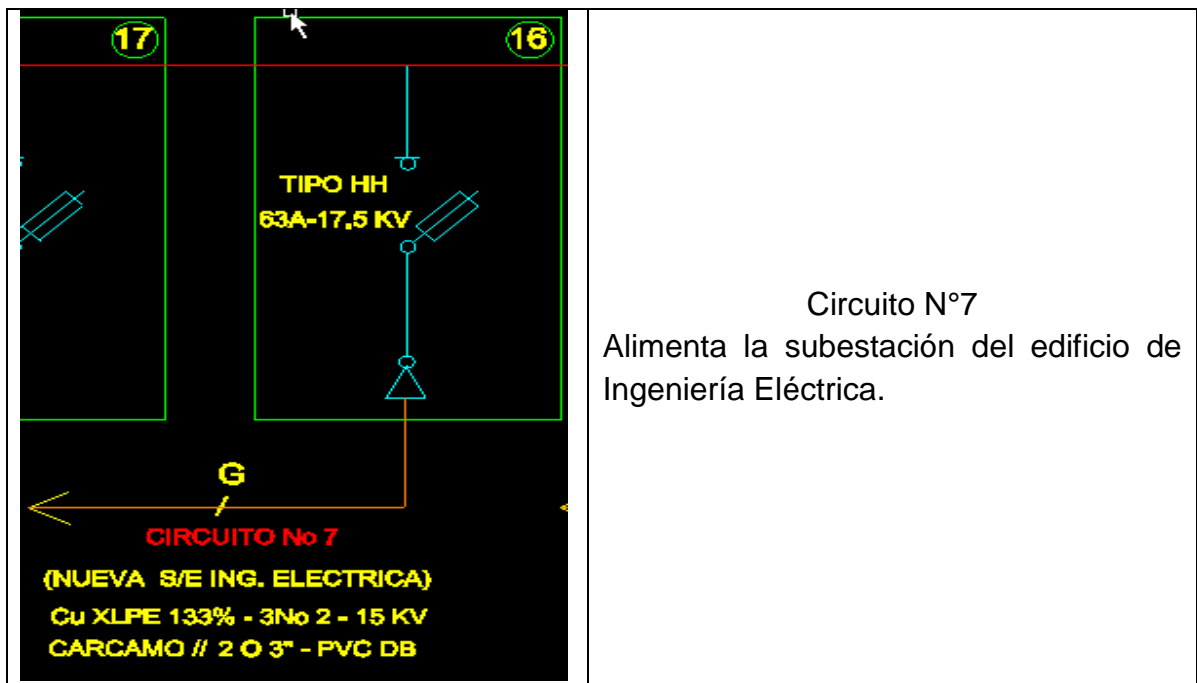 17
16
TIPO HH
63A-17,5 KV
G
CIRCUITO No 7
(NUEVA S/E ING. ELECTRICA)
Cu XLPE 133% - 3No 2 - 15 KV
CARCAMO // 2 O 3" - PVC DB
Circuito N°7
Alimenta la subestación del edificio de
Ingeniería Eléctrica.